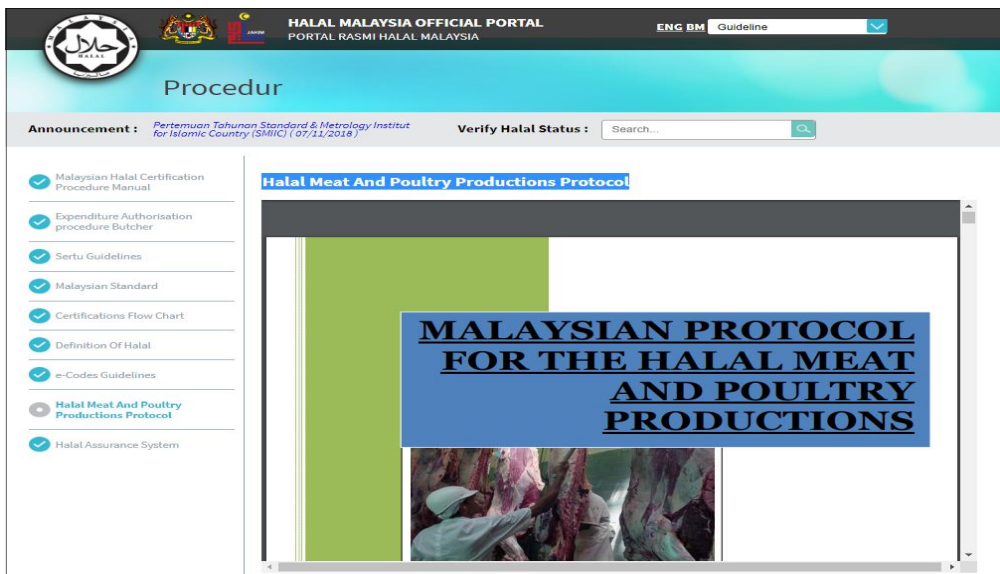 HALAL MALAYSIA OFFICIAL PORTAL
PORTAL RASMI HALAL MALAYSIA
ENG BM
Guideline
حلال
HALAL
Procedur
Announcement :
Pertemuan Tahunan Standard & Metrology Institut
for Islamic Country (SMIIC) ( 07/11/2018 )
Verify Halal Status :
Search...
Malaysian Halal Certification
Procedure Manual
Expenditure Authorisation
procedure Butcher
Sertu Guidelines
Malaysian Standard
Certifications Flow Chart
Definition Of Halal
e-Codes Guidelines
Halal Meat And Poultry
Productions Protocol
Halal Assurance System
Halal Meat And Poultry Productions Protocol
MALAYSIAN PROTOCOL
FOR THE HALAL MEAT
AND POULTRY
PRODUCTIONS